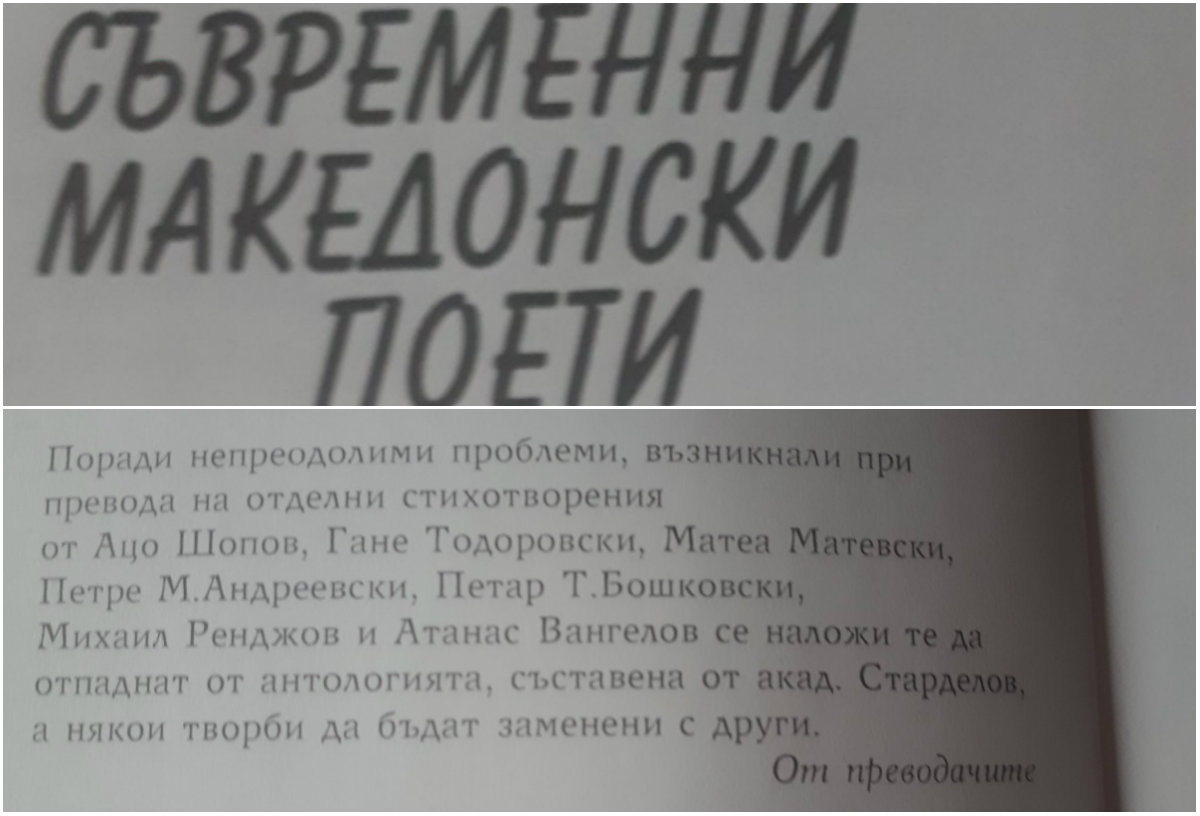 СЪВРЕМЕННИ
МАКЕДОНСКИ
ПОЕТИ
Поради непреодолими проблеми, възникнали при
превода на отделни стихотворения
от Ацо Шопов, Гане Тодоровски, Матеа Матевски,
Петре М.Андреевски, Петар Т.Бошковски,
Михаил Ренджов и Атанас Вангелов се наложи те да
отпаднат от антологията, съставена от акад. Старделов,
а някои творби да бъдат заменени с други.
От преводачите